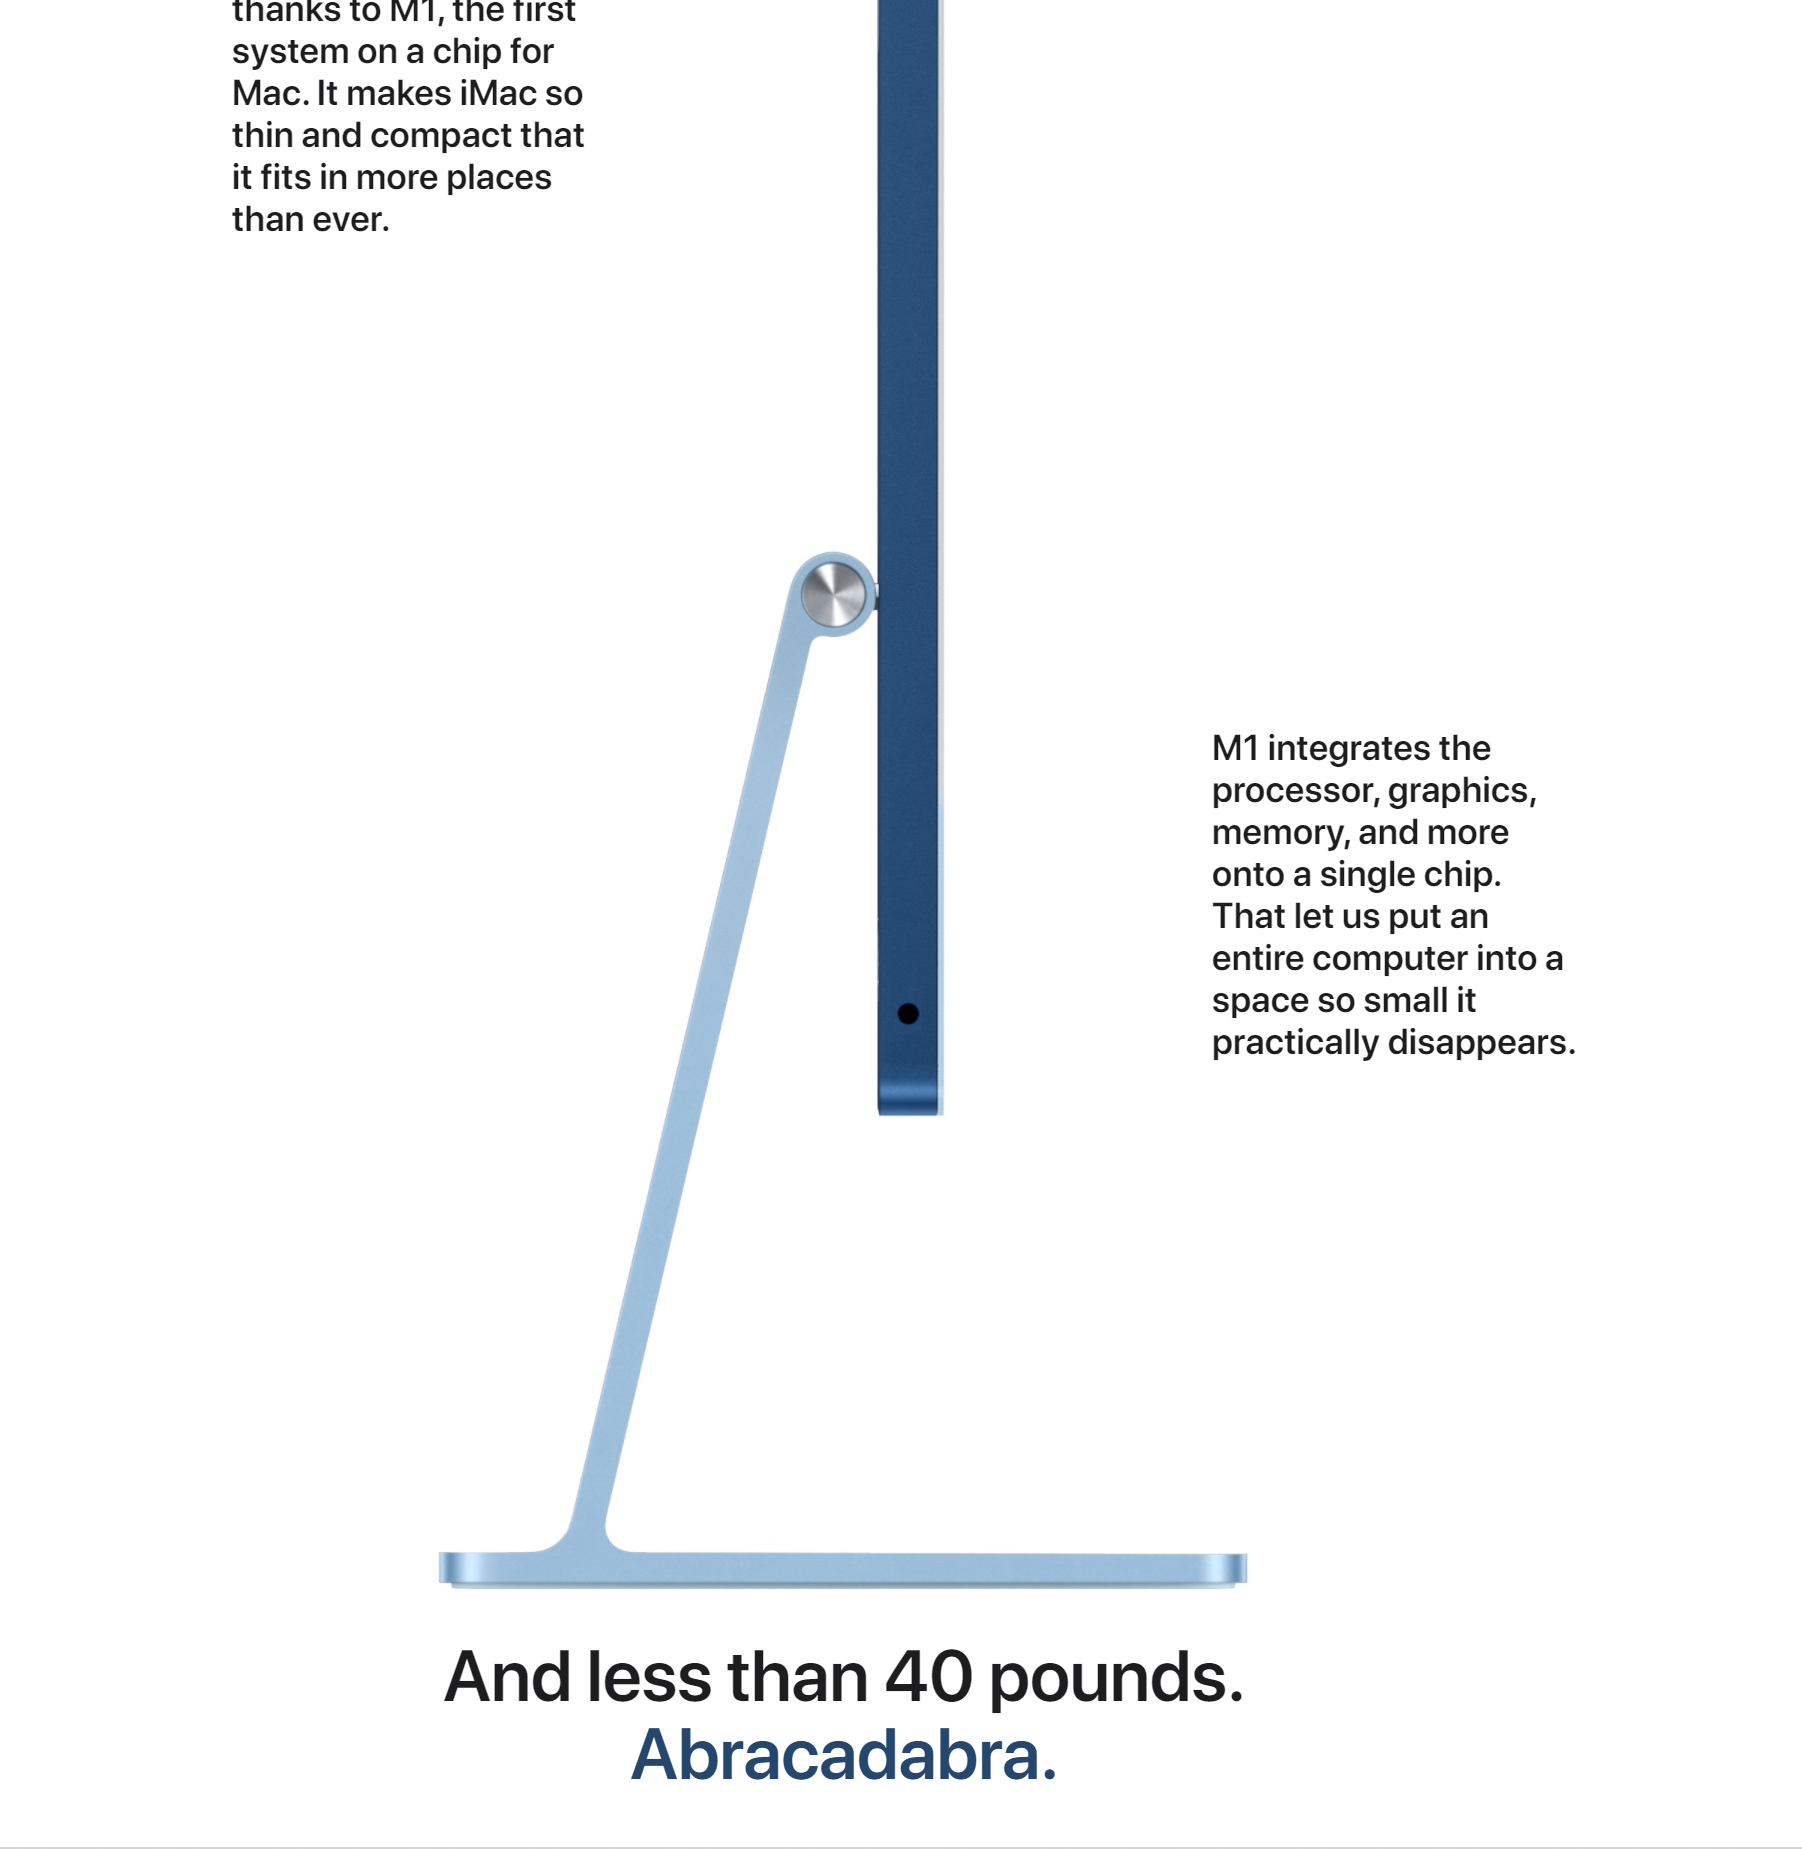 thanks to M1, the first
system on a chip for
Mac. It makes iMac so
thin and compact that
it fits in more places
than ever.
M1 integrates the
processor, graphics,
memory, and more
onto a single chip.
That let us put an
entire computer into a
space so small it
practically disappears.
And less than 40 pounds.
Abracadabra.